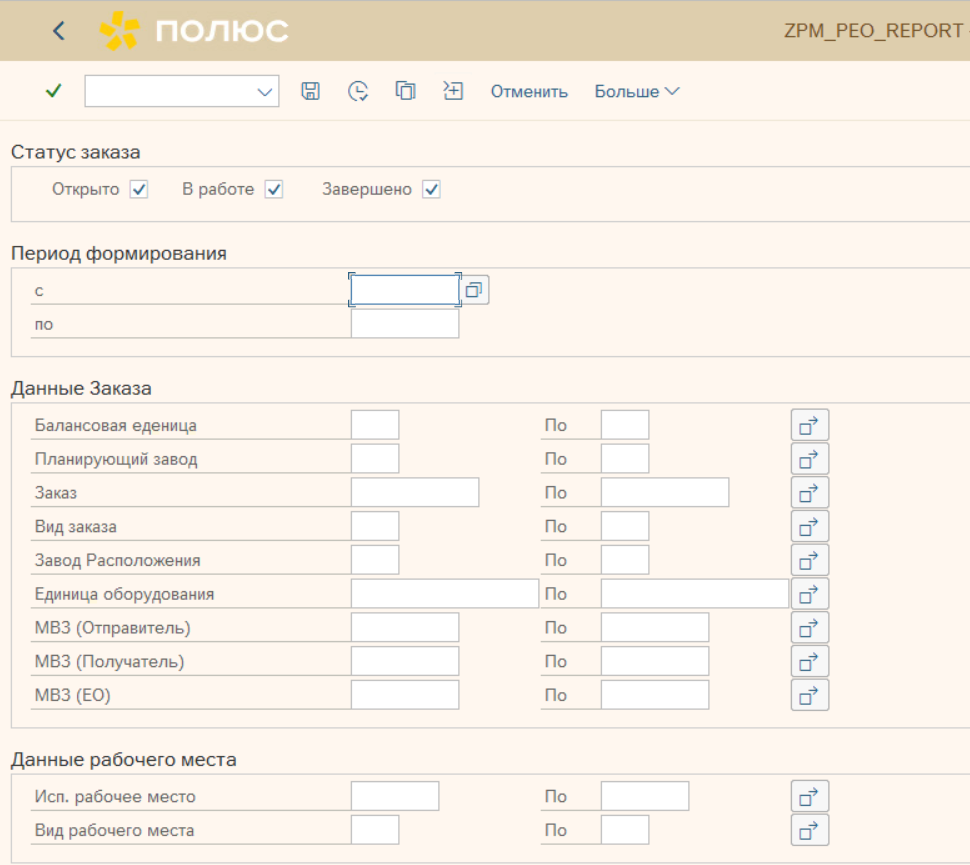 ПОЛЮС ZPM_PEO_REPORT
Отменить Больше
Статус заказа
Открыто В работе Завершено
Период формирования
с
по
Данные Заказа
Балансовая еденица По
Планирующий завод По
Заказ По
Вид заказа По
Завод Расположения По
Единица оборудования По
МВЗ (Отправитель) По
МВЗ (Получатель) По
МВЗ (ЕО) По
Данные рабочего места
Исп. рабочее место По
Вид рабочего места По